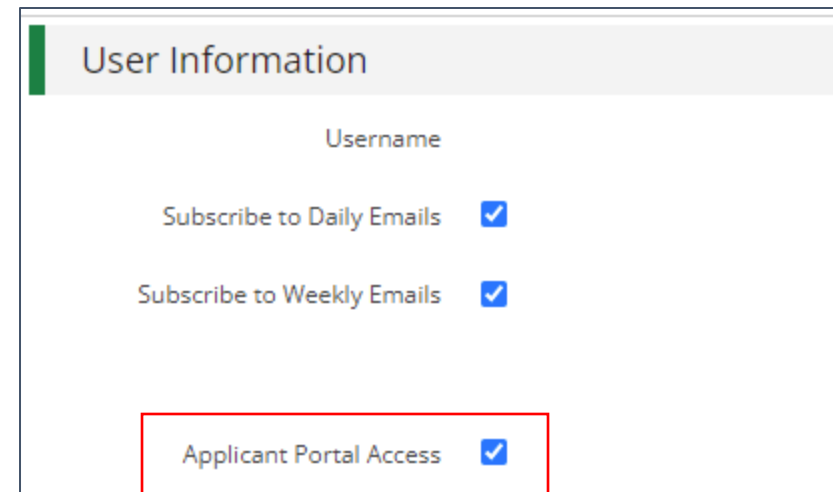 User Information
Username
Subscribe to Daily Emails
Subscribe to Weekly Emails
Applicant Portal Access